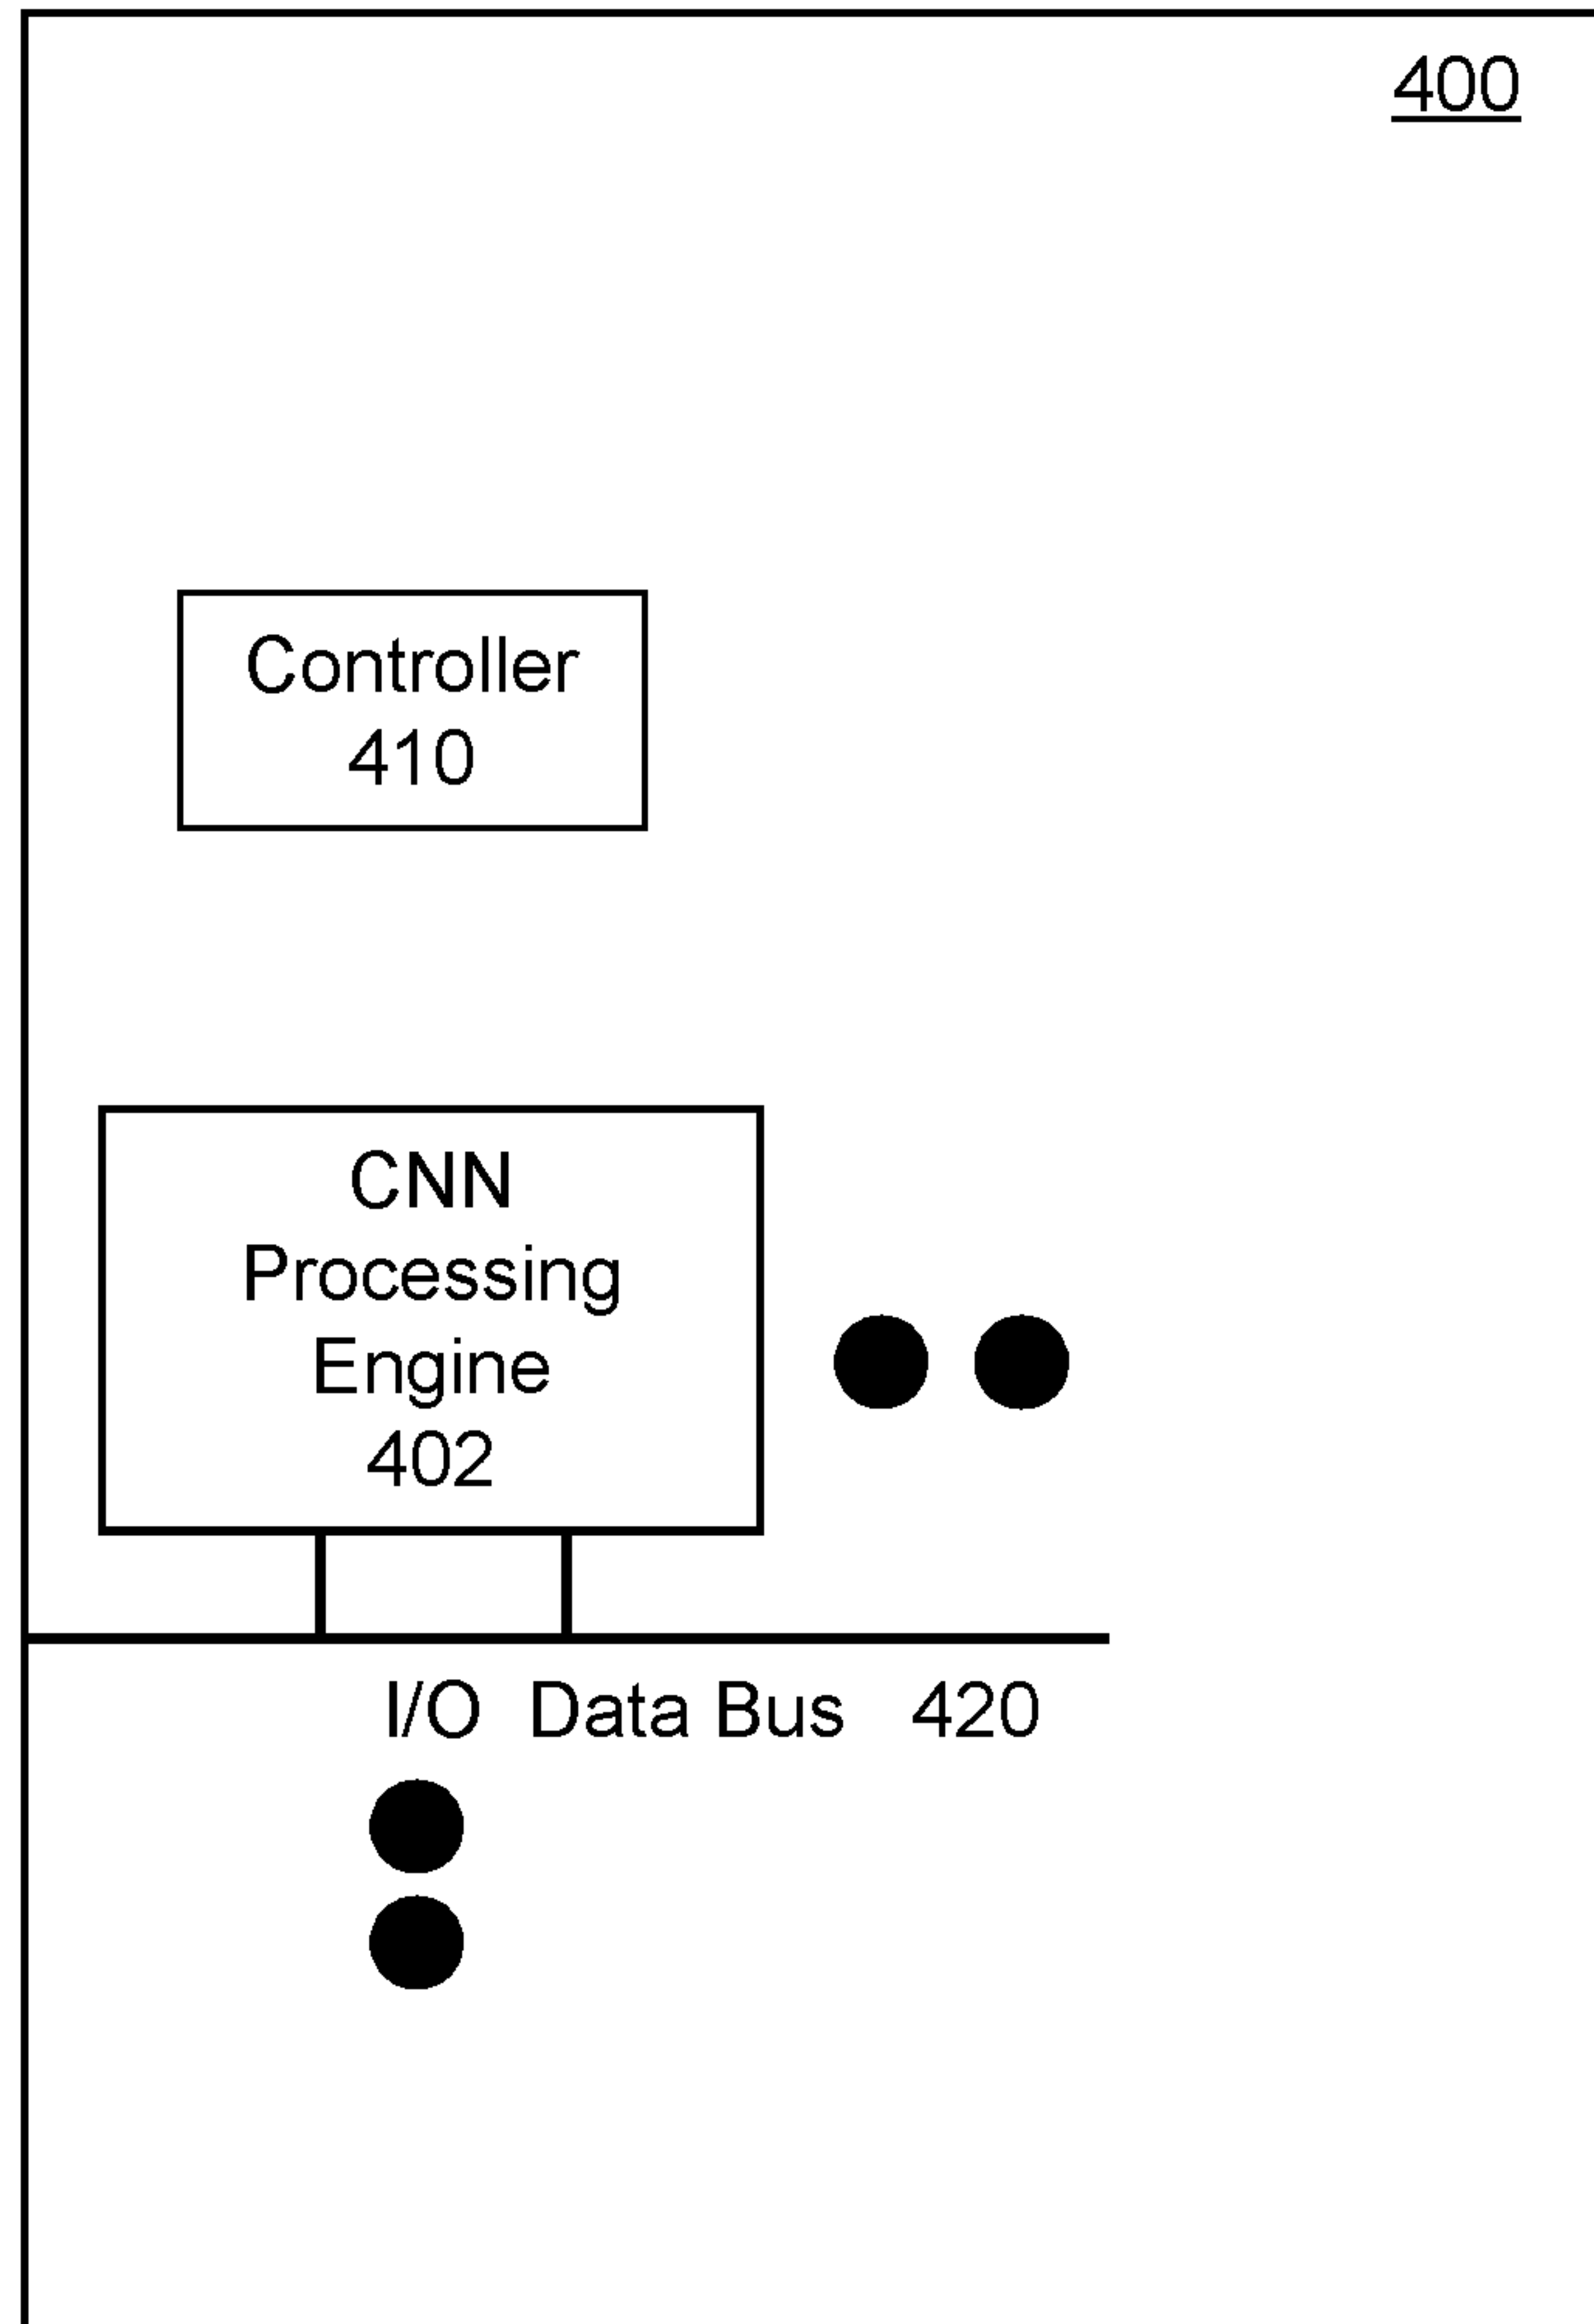 400
Controller
410
CNN
Processing
Engine
402
I/O Data Bus 420